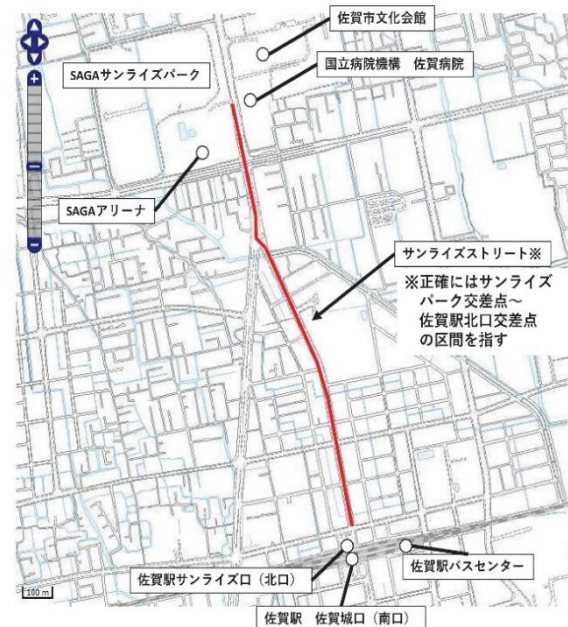 佐賀市文化会館
SAGAサンライズパーク
国立病院機構　佐賀病院
SAGAアリーナ
サンライズストリート※
※正確にはサンライズ
パーク交差点～
佐賀駅北口交差点
の区間を指す
佐賀駅サンライズ口（北口）
佐賀駅バスセンター
佐賀駅　佐賀城口（南口）
100 m